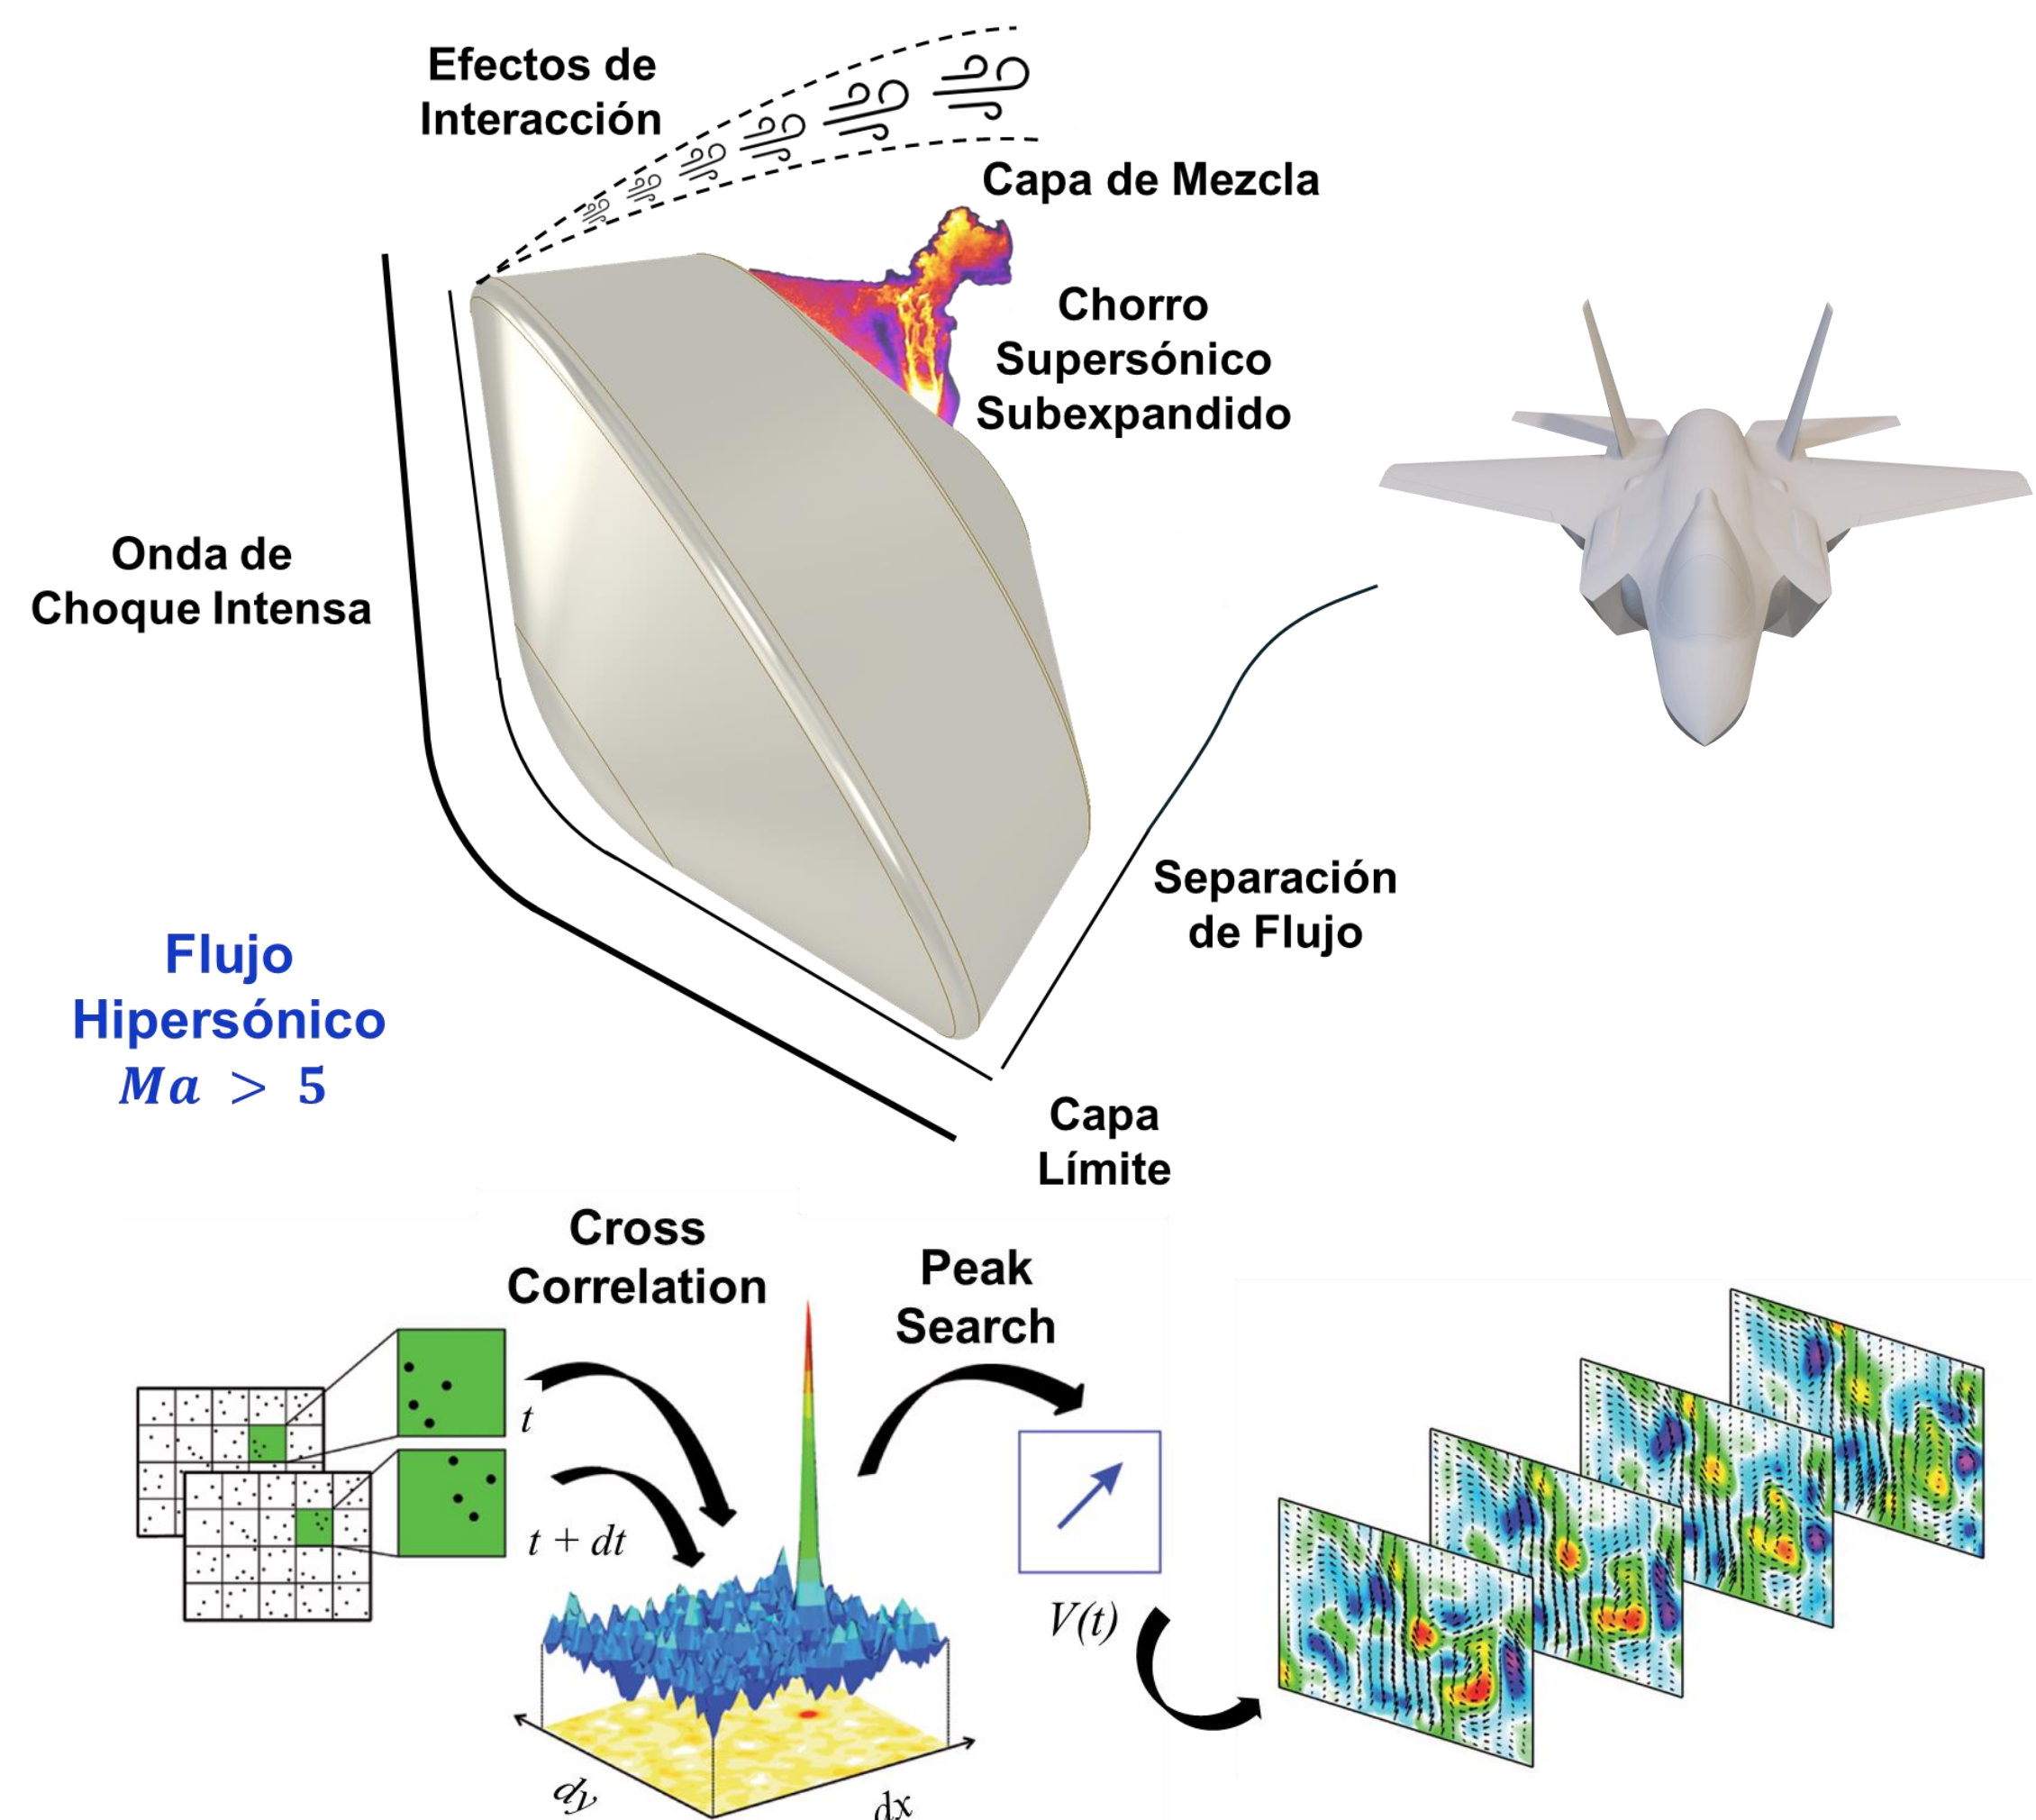 Efectos de
Interacción
Capa de Mezcla
Chorro
Supersónico
Subexpandido
Onda de
Choque Intensa
Separación
de Flujo
Flujo
Hipersónico
Ma > 5
Capa
Límite
Cross
Correlation
Peak
Search
t
t + dt
V(t)
dy
dx